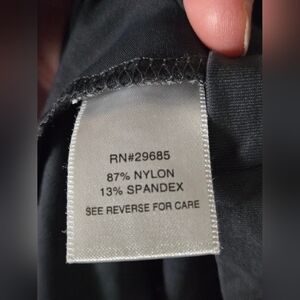 RN#29685
87% NYLON
13% SPANDEX
SEE REVERSE FOR CARE